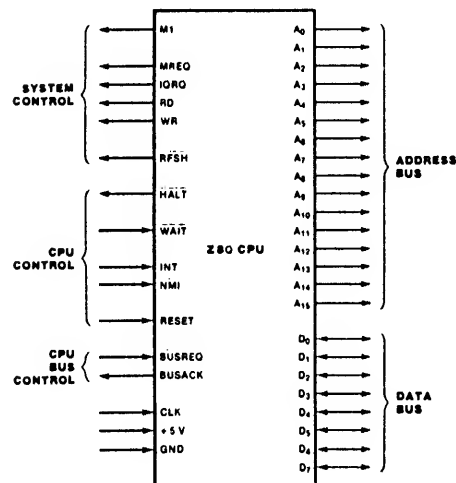 SYSTEM
CONTROL
M1
MREQ
IORQ
RD
WR
RFSH
CPU
CONTROL
HALT
WAIT
INT
NMI
RESET
CPU
BUS
CONTROL
BUSREQ
BUSACK
CLK
+5 V
GND
Z80 CPU
A₀
A₁
A₂
A₃
A₄
A₅
A₆
A₇
A₈
A₉
A₁₀
A₁₁
A₁₂
A₁₃
A₁₄
A₁₅
ADDRESS
BUS
D₀
D₁
D₂
D₃
D₄
D₅
D₆
D₇
DATA
BUS